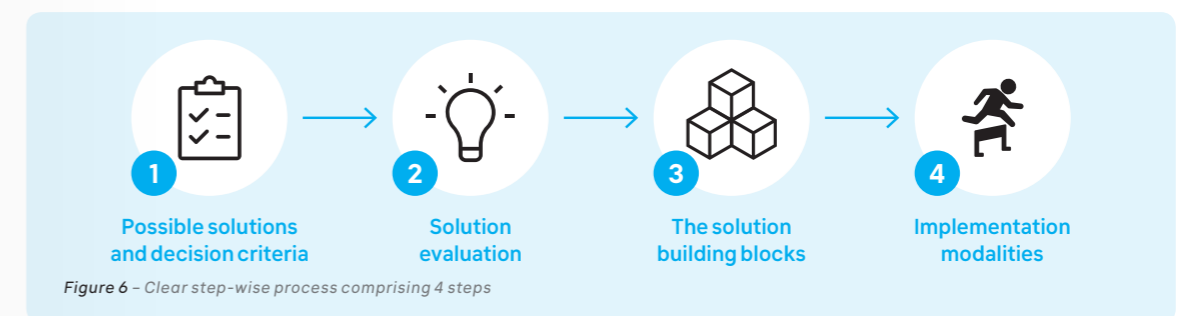 1
2
3
4
Possible solutions
and decision criteria
Solution
evaluation
The solution
building blocks
Implementation
modalities
Figure 6 – Clear step-wise process comprising 4 steps